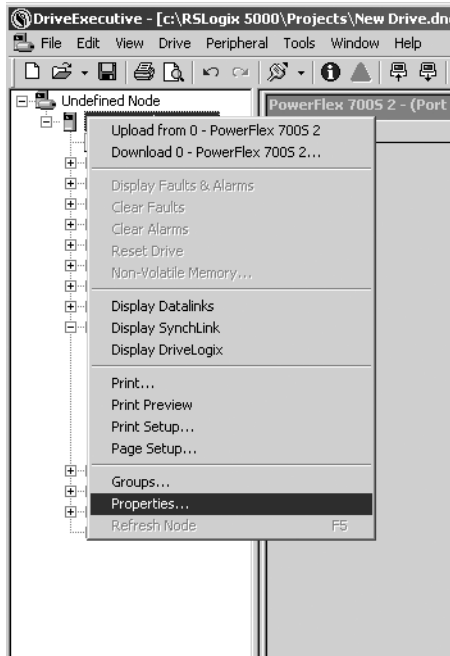 DriveExecutive - [c:\RSLogix 5000\Projects\New Drive.dno
File Edit View Drive Peripheral Tools Window Help
Undefined Node
PowerFlex 700S 2 - (Port
Upload from 0 - PowerFlex 700S 2
Download 0 - PowerFlex 700S 2...
Display Faults & Alarms
Clear Faults
Clear Alarms
Reset Drive
Non-Volatile Memory...
Display Datalinks
Display SynchLink
Display DriveLogix
Print...
Print Preview
Print Setup...
Page Setup...
Groups...
Properties...
Refresh Node F5